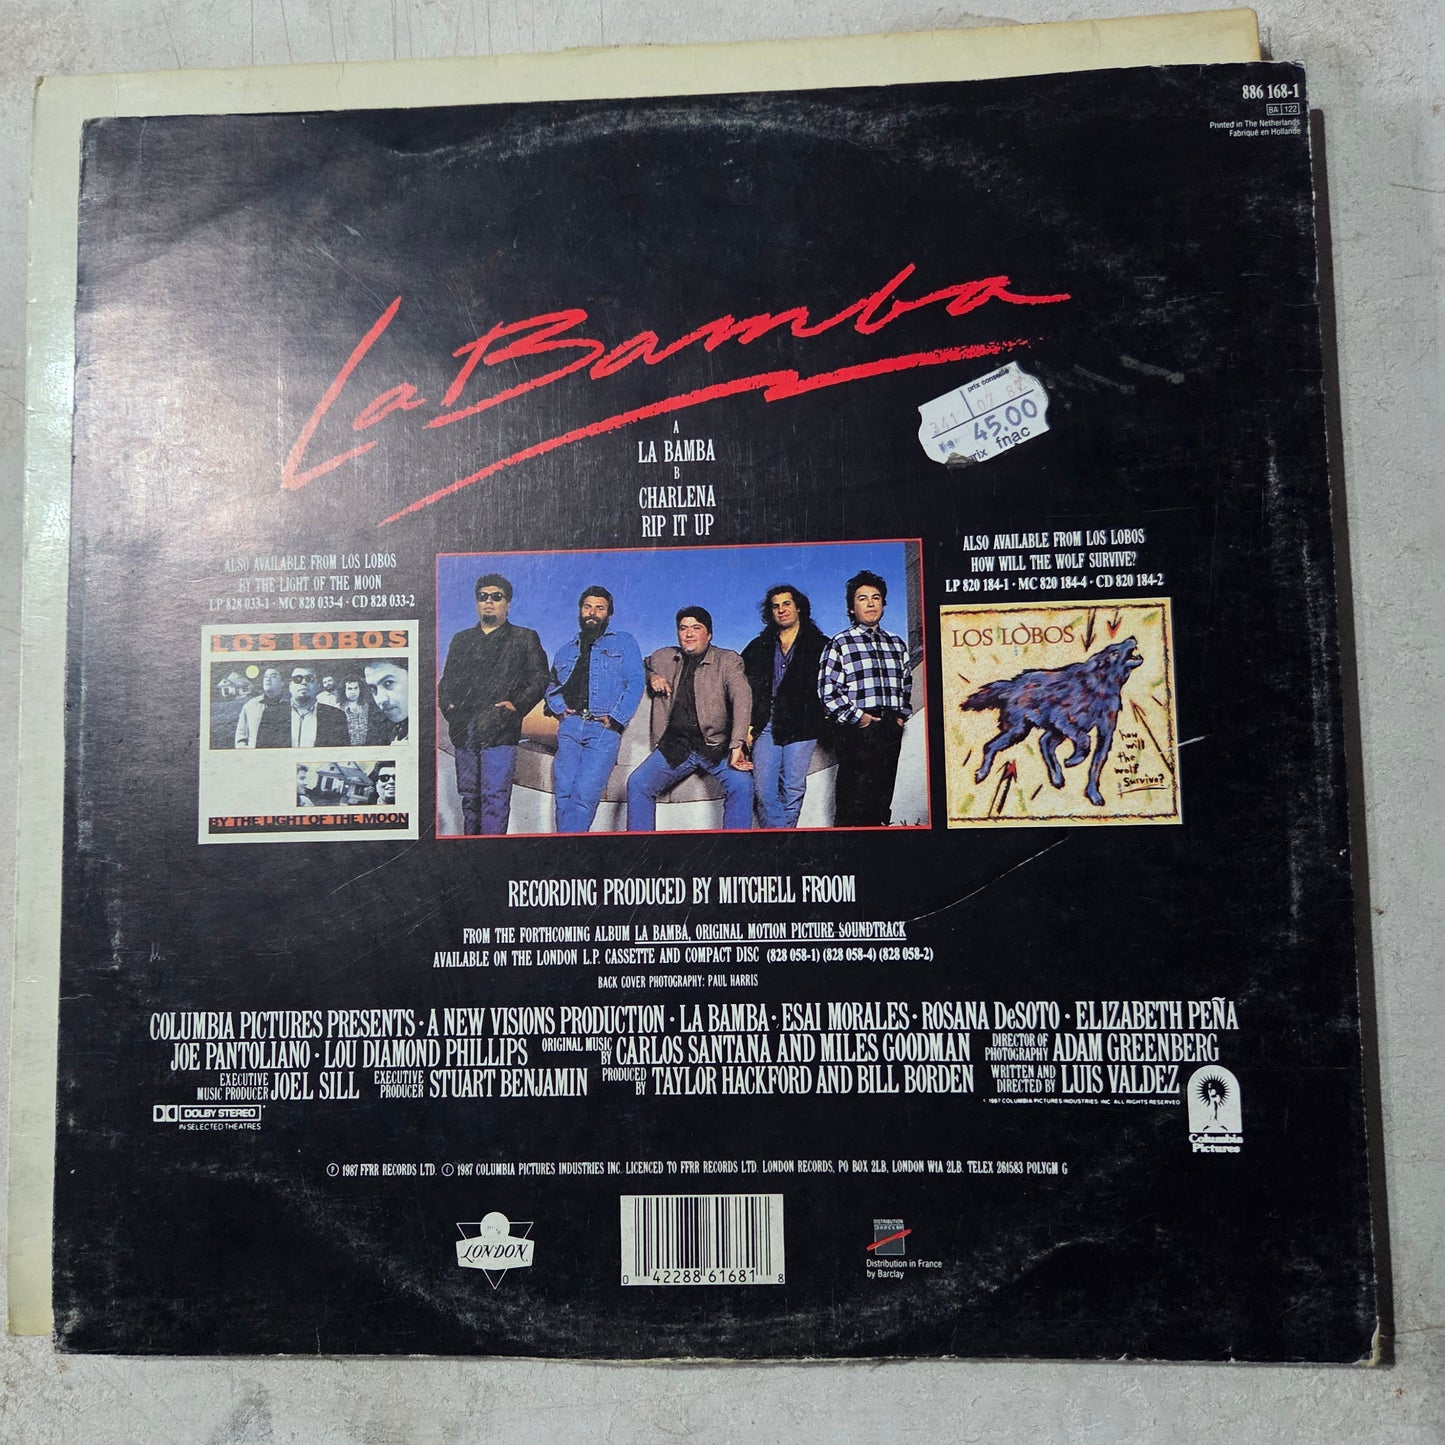 886 168-1
BA 122
Printed in The Netherlands
Fabriqué en Hollande
La Bamba
prix conseillé
341 07 87
45.00
prix fnac
A
LA BAMBA
B
CHARLENA
RIP IT UP
ALSO AVAILABLE FROM LOS LOBOS
BY THE LIGHT OF THE MOON
LP 828 033-1 · MC 828 033-4 · CD 828 033-2
LOS LOBOS
BY THE LIGHT OF THE MOON
ALSO AVAILABLE FROM LOS LOBOS
HOW WILL THE WOLF SURVIVE?
LP 820 184-1 · MC 820 184-4 · CD 820 184-2
LOS LOBOS
how
will
the
wolf
Survive?
RECORDING PRODUCED BY MITCHELL FROOM
FROM THE FORTHCOMING ALBUM LA BAMBA, ORIGINAL MOTION PICTURE SOUNDTRACK
AVAILABLE ON THE LONDON L.P. CASSETTE AND COMPACT DISC (828 058-1) (828 058-4) (828 058-2)
BACK COVER PHOTOGRAPHY: PAUL HARRIS
COLUMBIA PICTURES PRESENTS · A NEW VISIONS PRODUCTION · LA BAMBA · ESAI MORALES · ROSANA DeSOTO · ELIZABETH PEÑA
JOE PANTOLIANO · LOU DIAMOND PHILLIPS ORIGINAL MUSIC BY CARLOS SANTANA AND MILES GOODMAN DIRECTOR OF PHOTOGRAPHY ADAM GREENBERG
EXECUTIVE MUSIC PRODUCER JOEL SILL EXECUTIVE PRODUCER STUART BENJAMIN PRODUCED BY TAYLOR HACKFORD AND BILL BORDEN WRITTEN AND DIRECTED BY LUIS VALDEZ
DOLBY STEREO
IN SELECTED THEATRES
© 1987 COLUMBIA PICTURES INDUSTRIES, INC. ALL RIGHTS RESERVED
Columbia
Pictures
℗ 1987 FFRR RECORDS LTD. © 1987 COLUMBIA PICTURES INDUSTRIES INC. LICENCED TO FFRR RECORDS LTD. LONDON RECORDS, PO BOX 2LB, LONDON W1A 2LB. TELEX 261583 POLYGM G
LONDON
0 42288 61681 8
DISTRIBUTION
Distribution in France
by Barclay